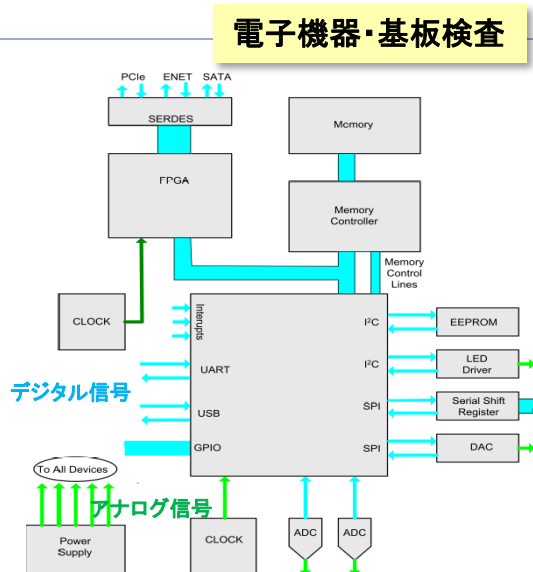 電子機器・基板検査
PCIe ENET SATA
SERDES
Memory
FPGA
Memory
Controller
Memory
Control
Lines
CLOCK
Interupts
I²C
EEPROM
UART
I²C
LED
Driver
デジタル信号
USB
SPI
Serial Shift
Register
GPIO
SPI
DAC
To All Devices
アナログ信号
Power
Supply
CLOCK
ADC
ADC